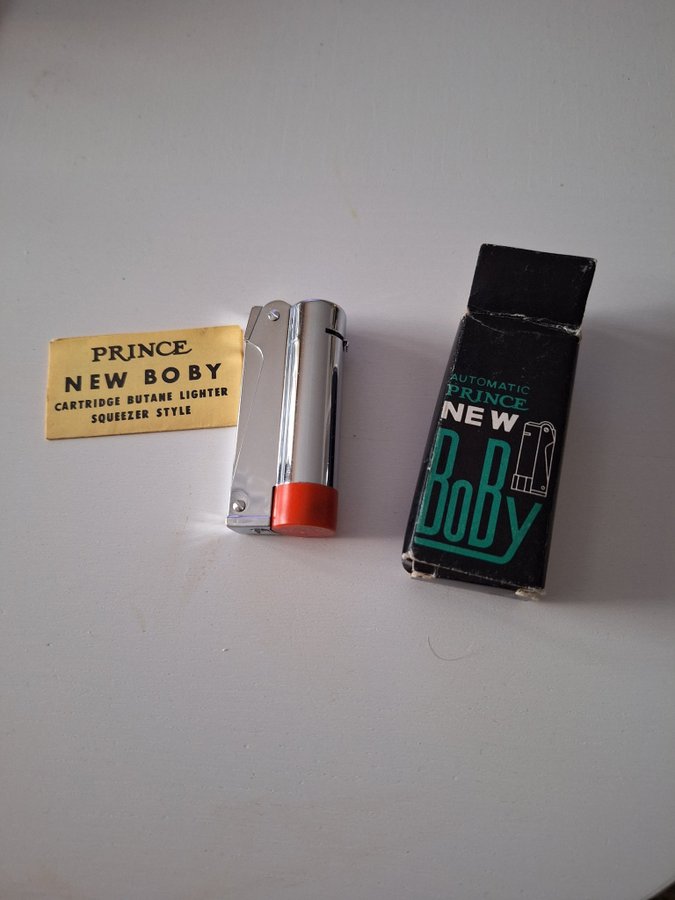 PRINCE
NEW BOBY
CARTRIDGE BUTANE LIGHTER
SQUEEZER STYLE
AUTOMATIC
PRINCE
NEW
BoBy